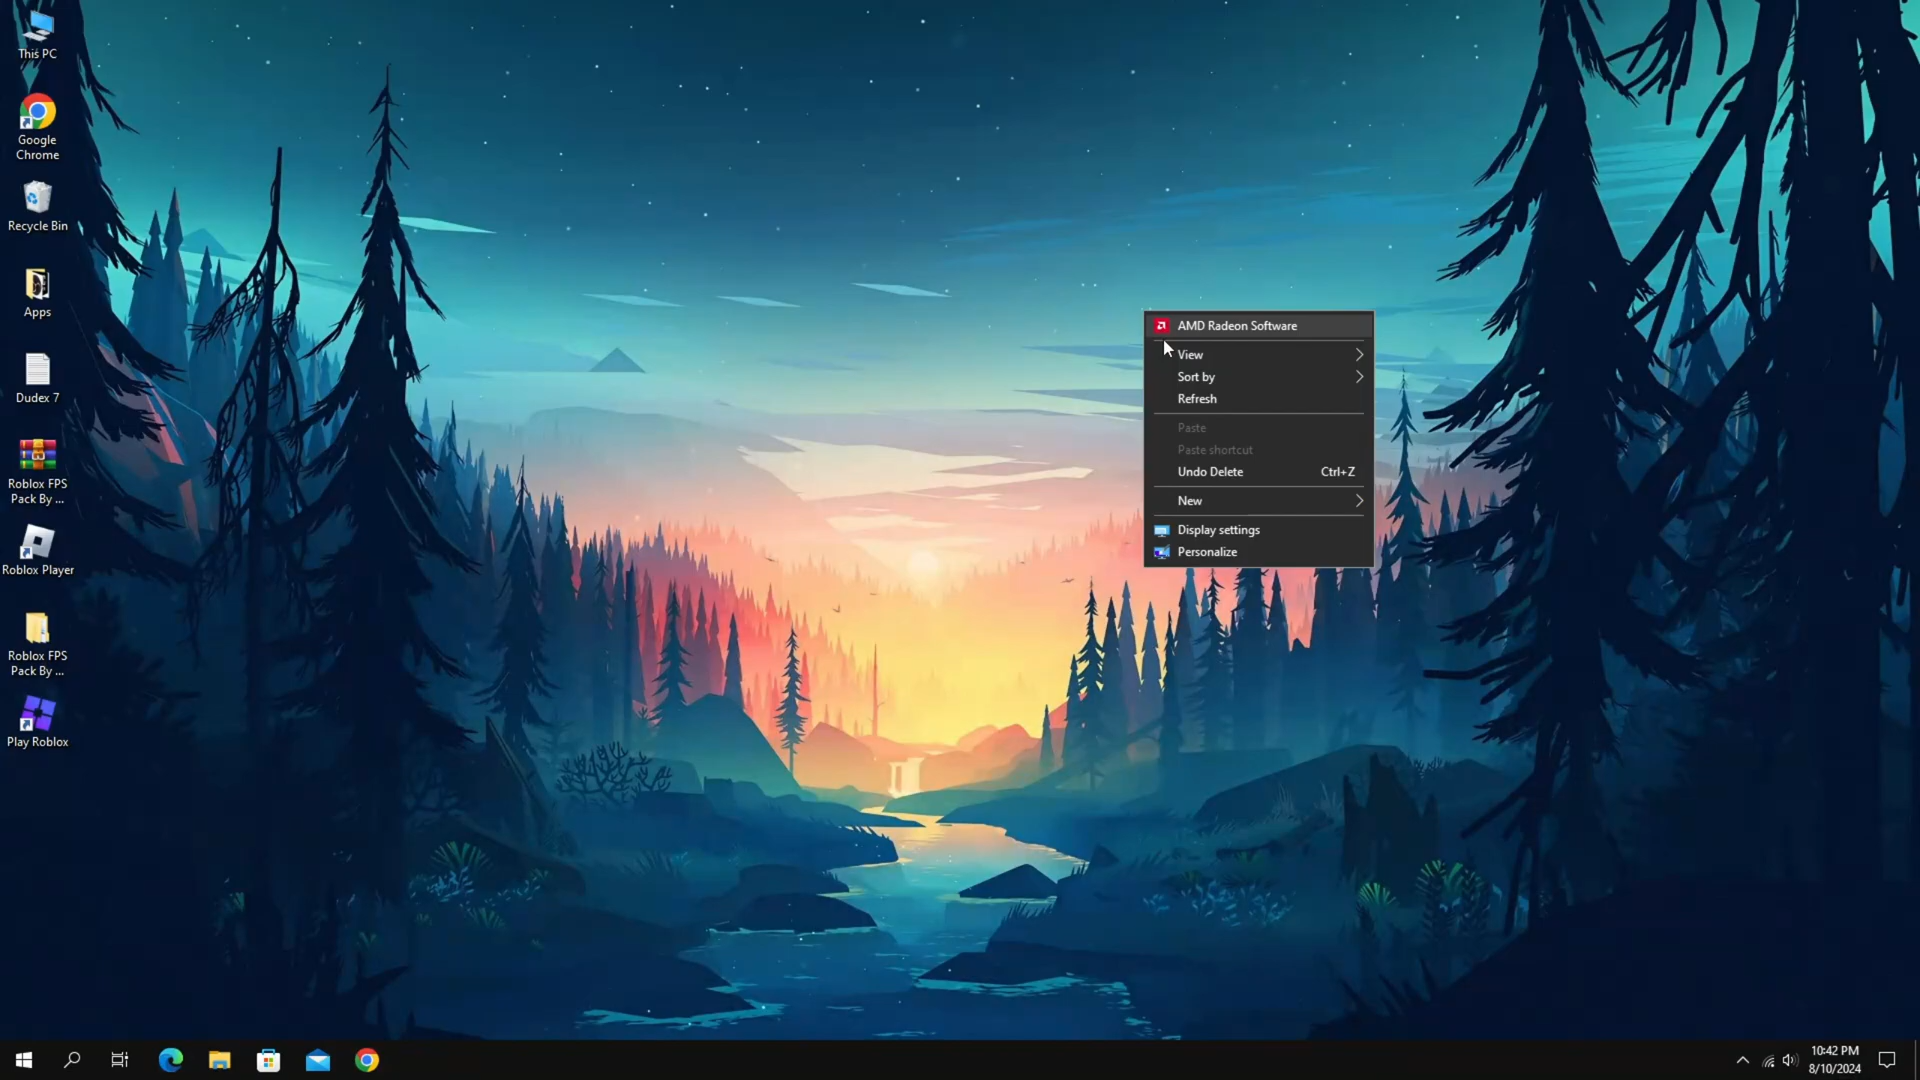 This PC
Google
Chrome
Recycle Bin
Apps
Dudex 7
Roblox FPS
Pack By ...
Roblox Player
Roblox FPS
Pack By ...
Play Roblox
AMD Radeon Software
View
Sort by
Refresh
Paste
Paste shortcut
Undo Delete Ctrl+Z
New
Display settings
Personalize
10:42 PM
8/10/2024